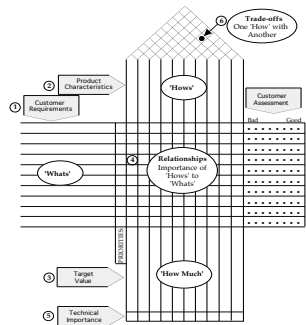 6
Trade-offs
One 'How' with
Another
2
Product
Characteristics
'Hows'
1
Customer
Requirements
Customer
Assessment
Bad Good
4
Relationships
Importance of
'Hows' to
'Whats'
'Whats'
PRIORITIES
3
Target
Value
'How Much'
5
Technical
Importance